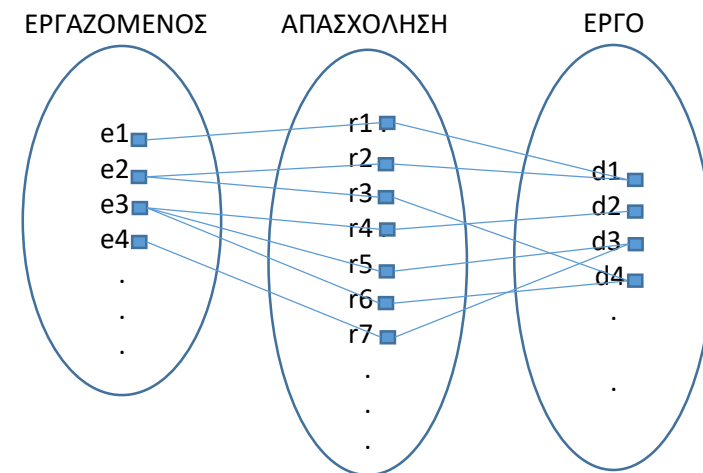 ΕΡΓΑΖΟΜΕΝΟΣ ΑΠΑΣΧΟΛΗΣΗ ΕΡΓΟ
e1
e2
e3
e4
.
.
.
r1 .
r2
r3
r4
r5
r6
r7
.
.
.
d1
d2
d3
d4
.
.